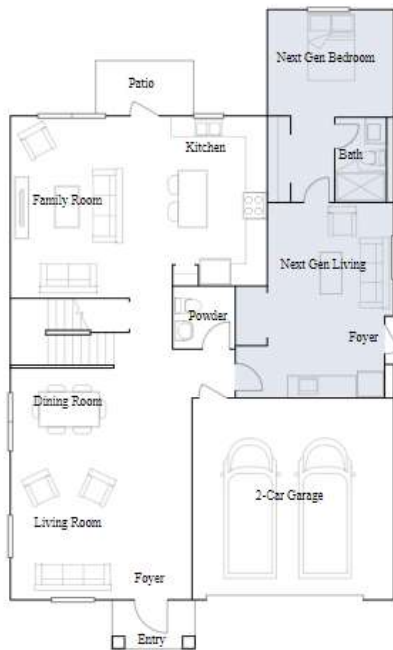 Next Gen Bedroom
Patio
Kitchen
Bath
Family Room
Next Gen Living
Powder
Foyer
Dining Room
2-Car Garage
Living Room
Foyer
Entry